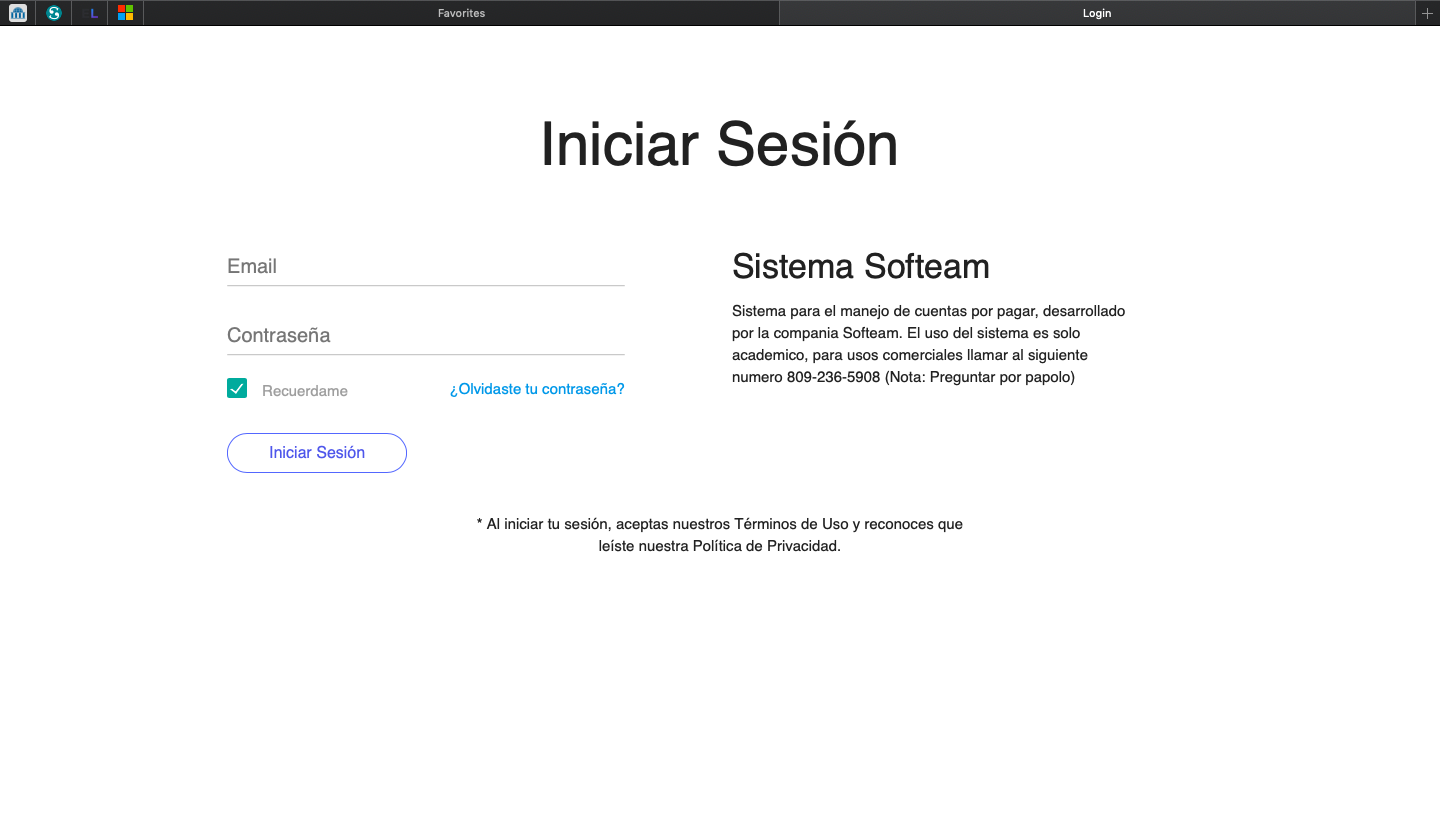 L
Favorites
Login
Iniciar Sesión
Email
Contraseña
Recuerdame
¿Olvidaste tu contraseña?
Iniciar Sesión
Sistema Softeam
Sistema para el manejo de cuentas por pagar, desarrollado
por la compania Softeam. El uso del sistema es solo
academico, para usos comerciales llamar al siguiente
numero 809-236-5908 (Nota: Preguntar por papolo)
* Al iniciar tu sesión, aceptas nuestros Términos de Uso y reconoces que
leíste nuestra Política de Privacidad.